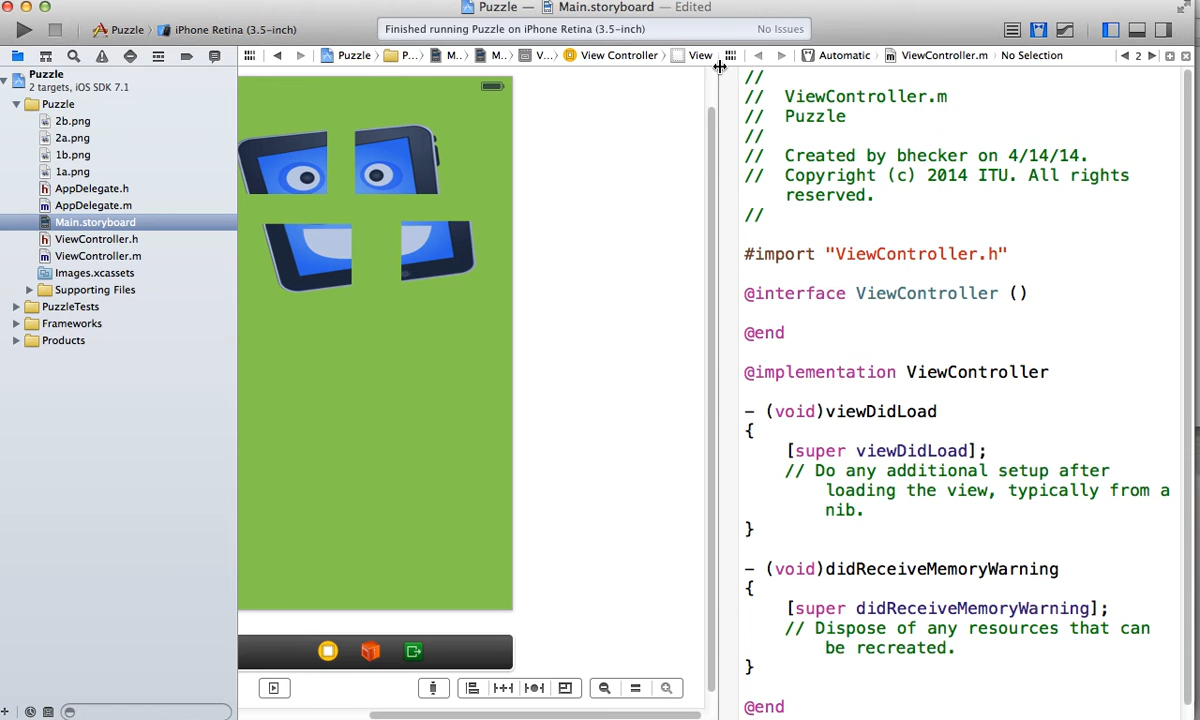 Puzzle — Main.storyboard — Edited
Puzzle iPhone Retina (3.5-inch)
Finished running Puzzle on iPhone Retina (3.5-inch) No Issues
Puzzle P... M... M... V... View Controller View
Automatic ViewController.m No Selection 2
Puzzle
2 targets, iOS SDK 7.1
Puzzle
2b.png
2a.png
1b.png
1a.png
AppDelegate.h
AppDelegate.m
Main.storyboard
ViewController.h
ViewController.m
Images.xcassets
Supporting Files
PuzzleTests
Frameworks
Products
//
// ViewController.m
// Puzzle
//
// Created by bhecker on 4/14/14.
// Copyright (c) 2014 ITU. All rights
reserved.
//
#import "ViewController.h"
@interface ViewController ()
@end
@implementation ViewController
- (void)viewDidLoad
{
[super viewDidLoad];
// Do any additional setup after
loading the view, typically from a
nib.
}
- (void)didReceiveMemoryWarning
{
[super didReceiveMemoryWarning];
// Dispose of any resources that can
be recreated.
}
@end